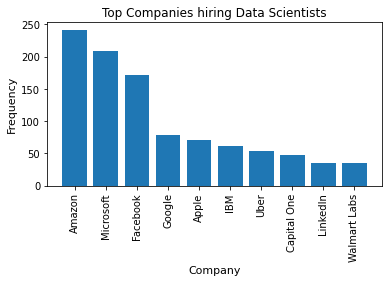 Top Companies hiring Data Scientists
Frequency
250
200
150
100
50
0
Amazon
Microsoft
Facebook
Google
Apple
IBM
Uber
Capital One
LinkedIn
Walmart Labs
Company